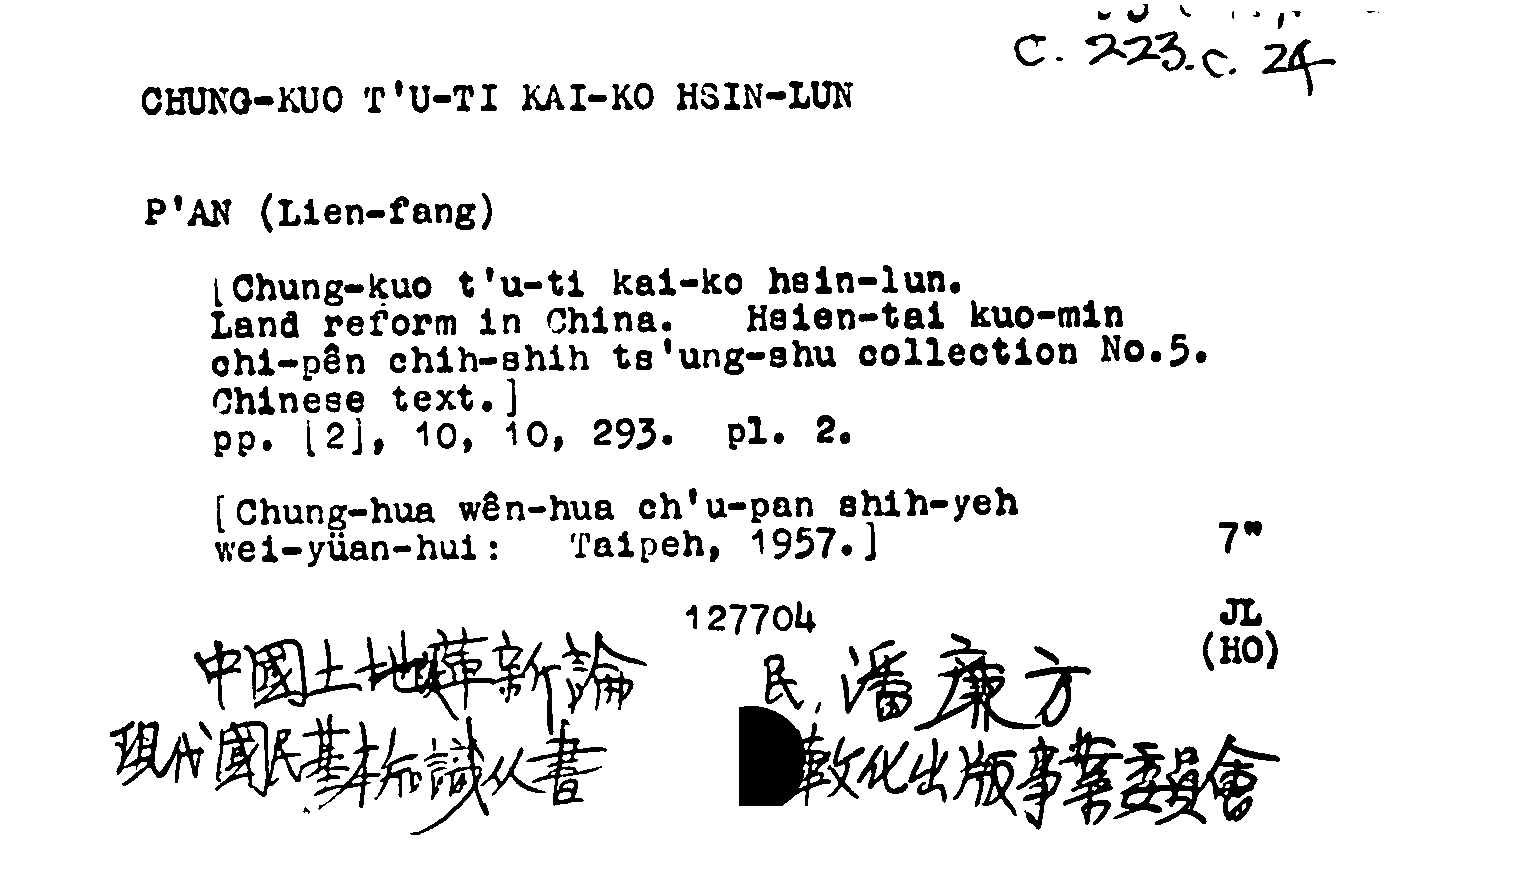 C. 223. C. 24
CHUNG-KUO T'U-TI KAI-KO HSIN-LUN
P'AN (Lien-fang)
[Chung-kuo t'u-ti kai-ko hsin-lun.
Land reform in China. Hsien-tai kuo-min
chi-pên chih-shih ts'ung-shu collection No.5.
Chinese text.]
pp. [2], 10, 10, 293. pl. 2.
[Chung-hua wên-hua ch'u-pan shih-yeh
wei-yüan-hui: Taipeh, 1957.]
7"
127704
JL
(HO)
中國土地改革新論
民, 潘廉方
現代國民基本知識从書
文化出版事業委員會